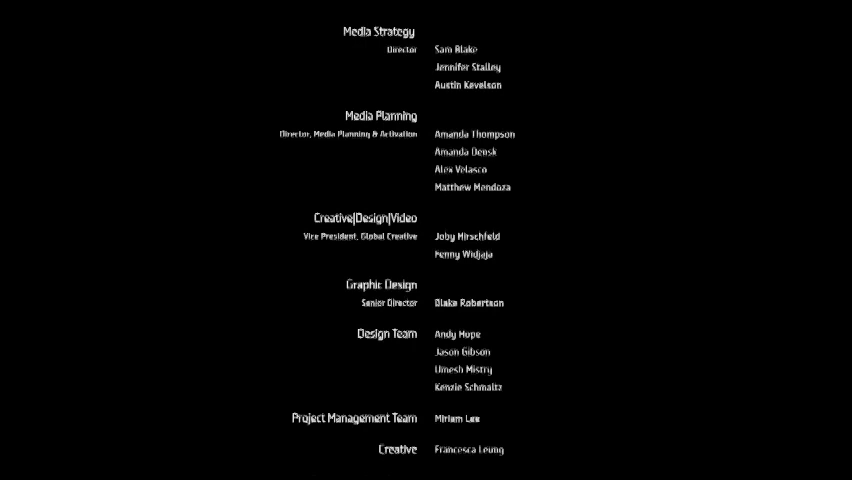 Media Strategy
Director Sam Blake
Jennifer Stalley
Austin Kevelson
Media Planning
Director, Media Planning & Activation Amanda Thompson
Amanda Densk
Alex Velasco
Matthew Mendoza
Creative|Design|Video
Vice President, Global Creative Joby Hirschfeld
Fenny Widjaja
Graphic Design
Senior Director Blake Robertson
Design Team Andy Hope
Jason Gibson
Umesh Mistry
Kenzie Schmaltz
Project Management Team Miriam Lee
Creative Francesca Leung